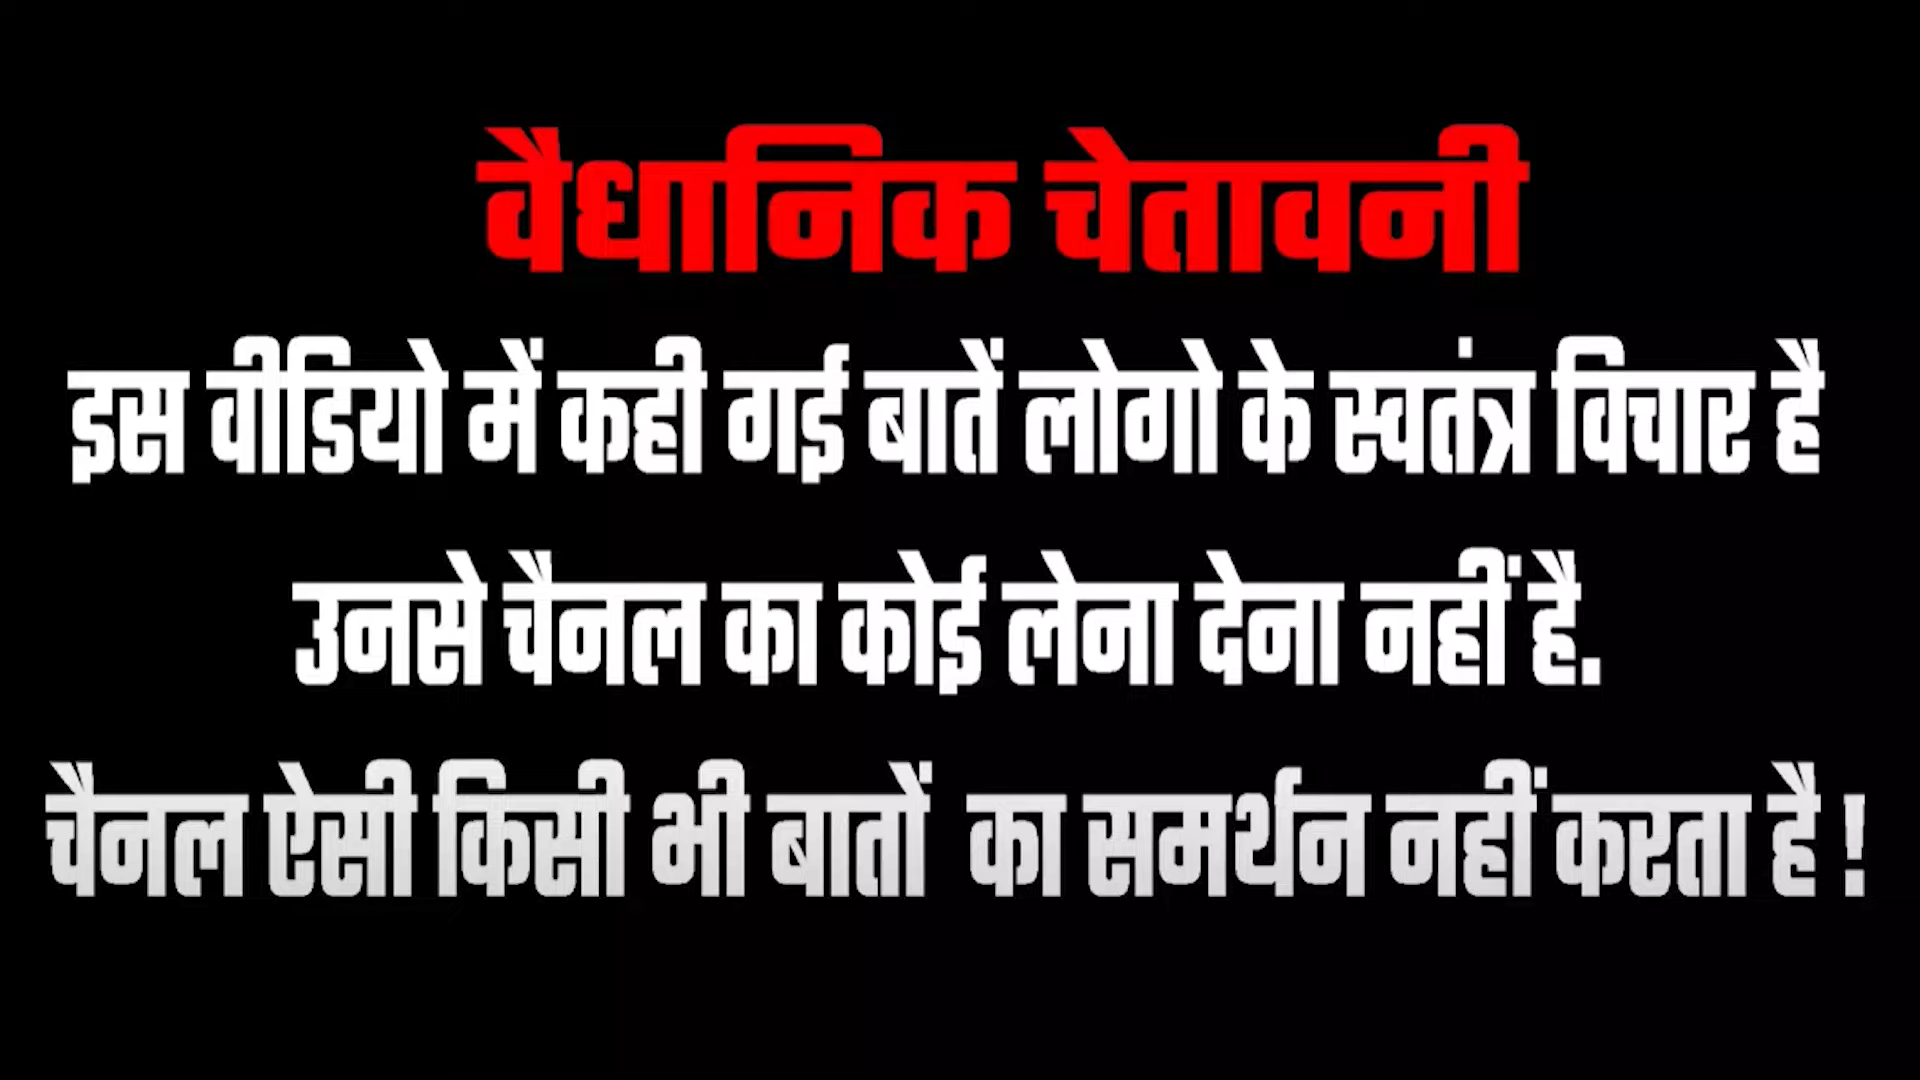 वैधानिक चेतावनी
इस वीडियो में कही गई बातें लोगो के स्वतंत्र विचार है
उनसे चैनल का कोई लेना देना नहीं है.
चैनल ऐसी किसी भी बातों का समर्थन नहीं करता है !